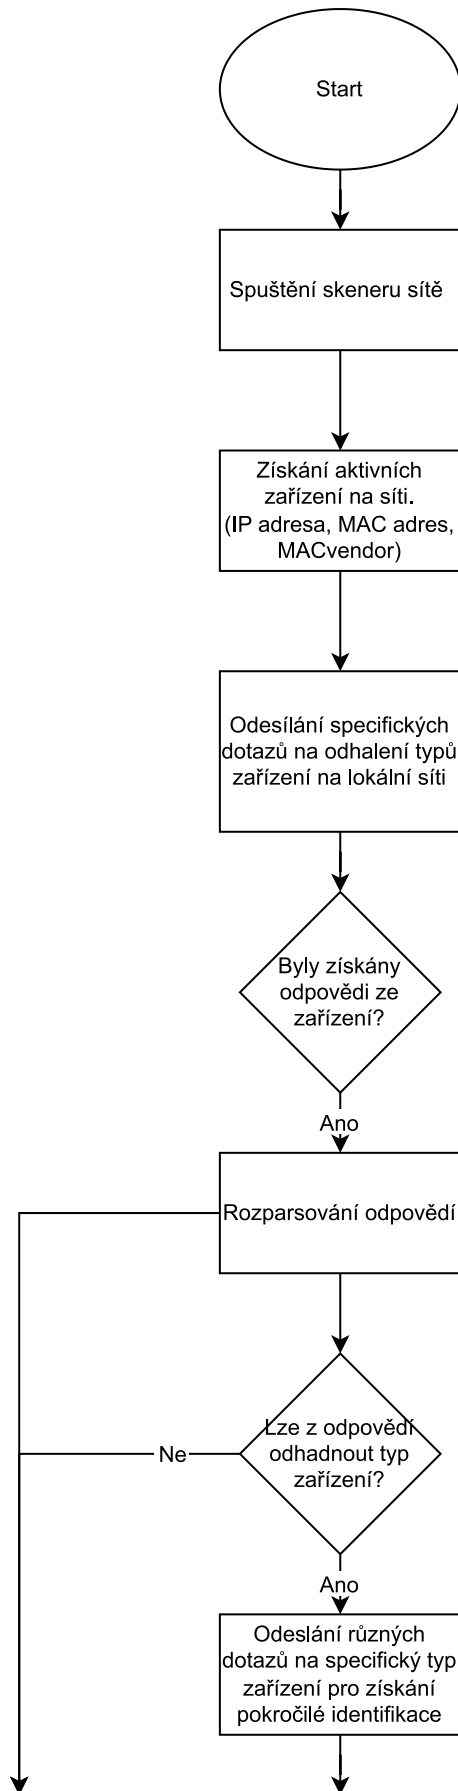 Start
Spuštění skeneru sítě
Získání aktivních
zařízení na síti.
(IP adresa, MAC adres,
MACvendor)
Odesílání specifických
dotazů na odhalení typů
zařízení na lokální síti
Byly získány
odpovědi ze
zařízení?
Ano
Rozparsování odpovědí
Lze z odpovědí
odhadnout typ
zařízení?
Ne
Ano
Odeslání různých
dotazů na specifický typ
zařízení pro získání
pokročilé identifikace